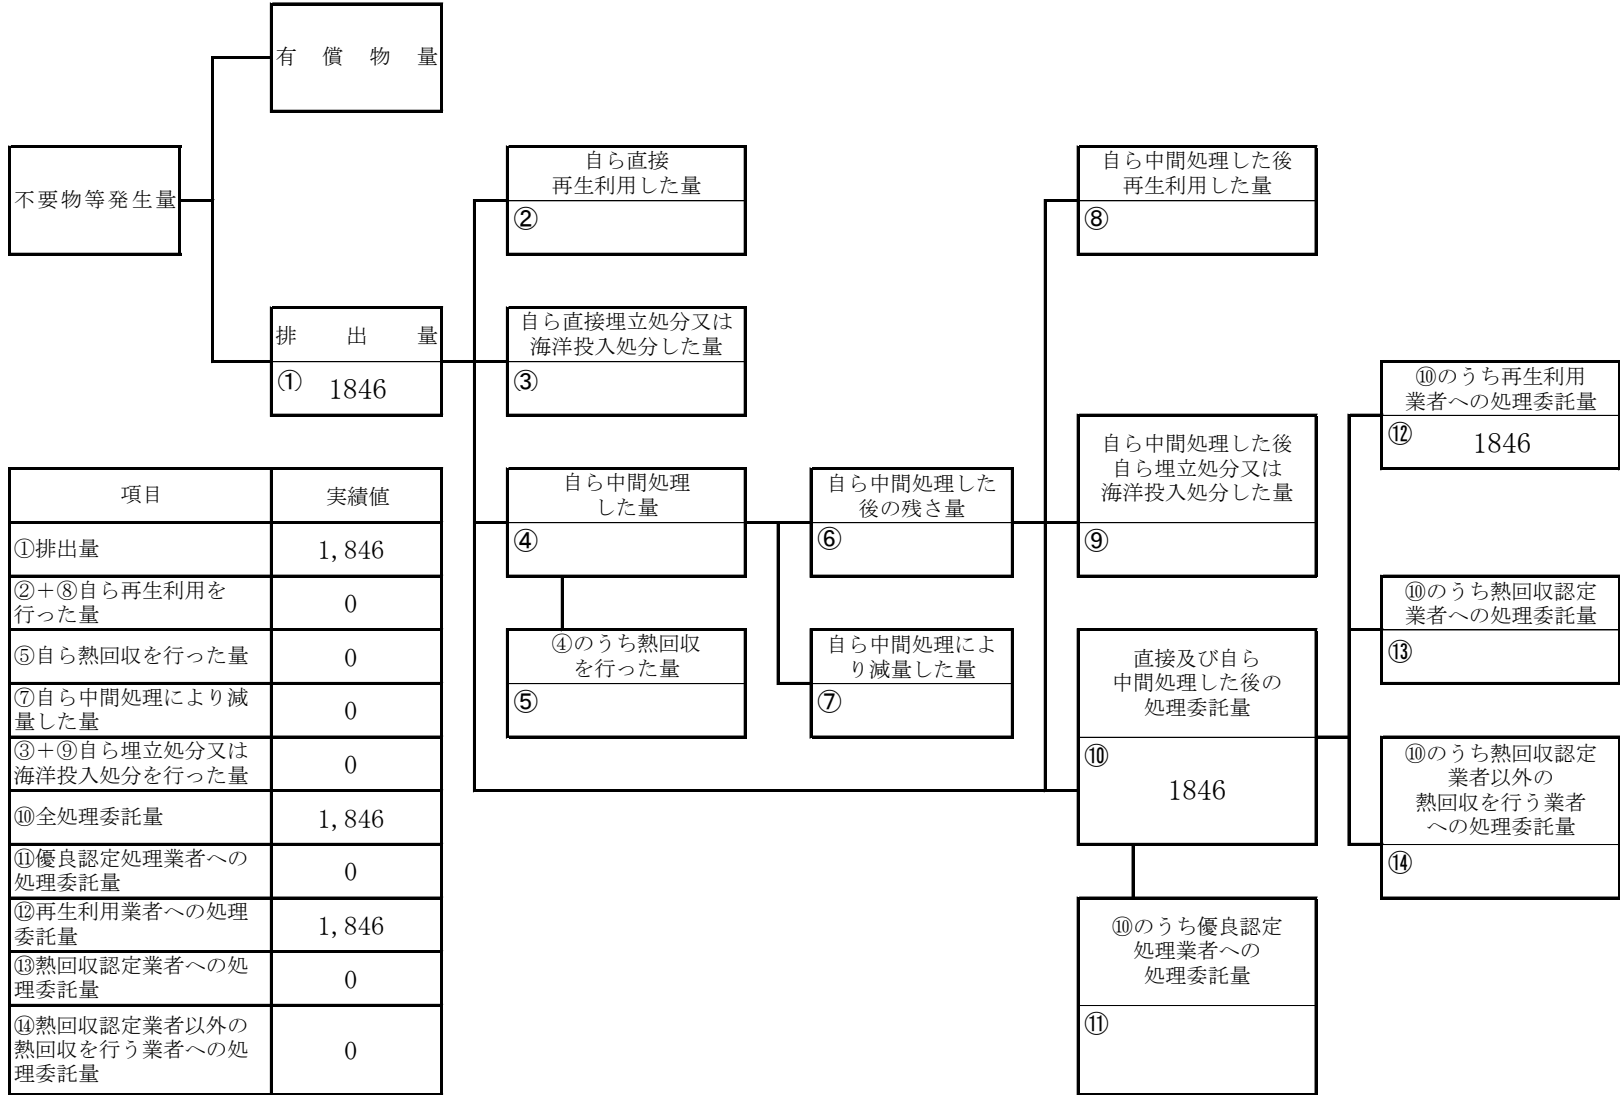 有償物量
不要物等発生量
排出量
① 1846
自ら直接
再生利用した量
②
自ら直接埋立処分又は
海洋投入処分した量
③
自ら中間処理
した量
④
④のうち熱回収
を行った量
⑤
自ら中間処理した
後の残さ量
⑥
自ら中間処理によ
り減量した量
⑦
自ら中間処理した後
再生利用した量
⑧
自ら中間処理した後
自ら埋立処分又は
海洋投入処分した量
⑨
直接及び自ら
中間処理した後の
処理委託量
⑩
1846
⑩のうち優良認定
処理業者への
処理委託量
⑪
⑩のうち再生利用
業者への処理委託量
⑫ 1846
⑩のうち熱回収認定
業者への処理委託量
⑬
⑩のうち熱回収認定
業者以外の
熱回収を行う業者
への処理委託量
⑭
項目 実績値
①排出量 1,846
②+⑧自ら再生利用を
行った量 0
⑤自ら熱回収を行った量 0
⑦自ら中間処理により減
量した量 0
③+⑨自ら埋立処分又は
海洋投入処分を行った量 0
⑩全処理委託量 1,846
⑪優良認定処理業者への
処理委託量 0
⑫再生利用業者への処理
委託量 1,846
⑬熱回収認定業者への処
理委託量 0
⑭熱回収認定業者以外の
熱回収を行う業者への処
理委託量 0